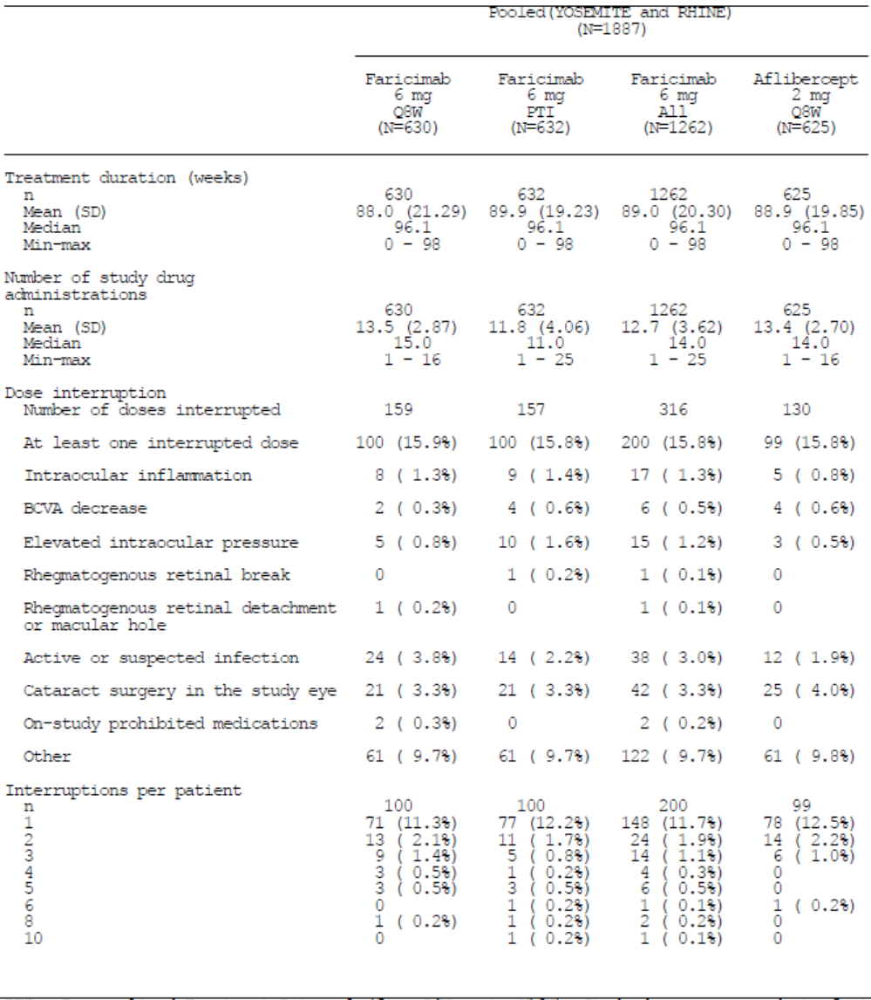 Pooled(YOSEMITE and RHINE)
(N=1887)
Faricimab Faricimab Faricimab Aflibercept
6 mg 6 mg 6 mg 2 mg
Q8W PTI All Q8W
(N=630) (N=632) (N=1262) (N=625)
Treatment duration (weeks)
n 630 632 1262 625
Mean (SD) 88.0 (21.29) 89.9 (19.23) 89.0 (20.30) 88.9 (19.85)
Median 96.1 96.1 96.1 96.1
Min-max 0 - 98 0 - 98 0 - 98 0 - 98
Number of study drug
administrations
n 630 632 1262 625
Mean (SD) 13.5 (2.87) 11.8 (4.06) 12.7 (3.62) 13.4 (2.70)
Median 15.0 11.0 14.0 14.0
Min-max 1 - 16 1 - 25 1 - 25 1 - 16
Dose interruption
Number of doses interrupted 159 157 316 130
At least one interrupted dose 100 (15.9%) 100 (15.8%) 200 (15.8%) 99 (15.8%)
Intraocular inflammation 8 ( 1.3%) 9 ( 1.4%) 17 ( 1.3%) 5 ( 0.8%)
BCVA decrease 2 ( 0.3%) 4 ( 0.6%) 6 ( 0.5%) 4 ( 0.6%)
Elevated intraocular pressure 5 ( 0.8%) 10 ( 1.6%) 15 ( 1.2%) 3 ( 0.5%)
Rhegmatogenous retinal break 0 1 ( 0.2%) 1 ( 0.1%) 0
Rhegmatogenous retinal detachment 1 ( 0.2%) 0 1 ( 0.1%) 0
or macular hole
Active or suspected infection 24 ( 3.8%) 14 ( 2.2%) 38 ( 3.0%) 12 ( 1.9%)
Cataract surgery in the study eye 21 ( 3.3%) 21 ( 3.3%) 42 ( 3.3%) 25 ( 4.0%)
On-study prohibited medications 2 ( 0.3%) 0 2 ( 0.2%) 0
Other 61 ( 9.7%) 61 ( 9.7%) 122 ( 9.7%) 61 ( 9.8%)
Interruptions per patient
n 100 100 200 99
1 71 (11.3%) 77 (12.2%) 148 (11.7%) 78 (12.5%)
2 13 ( 2.1%) 11 ( 1.7%) 24 ( 1.9%) 14 ( 2.2%)
3 9 ( 1.4%) 5 ( 0.8%) 14 ( 1.1%) 6 ( 1.0%)
4 3 ( 0.5%) 1 ( 0.2%) 4 ( 0.3%) 0
5 3 ( 0.5%) 3 ( 0.5%) 6 ( 0.5%) 0
6 0 1 ( 0.2%) 1 ( 0.1%) 1 ( 0.2%)
8 1 ( 0.2%) 1 ( 0.2%) 2 ( 0.2%) 0
10 0 1 ( 0.2%) 1 ( 0.1%) 0